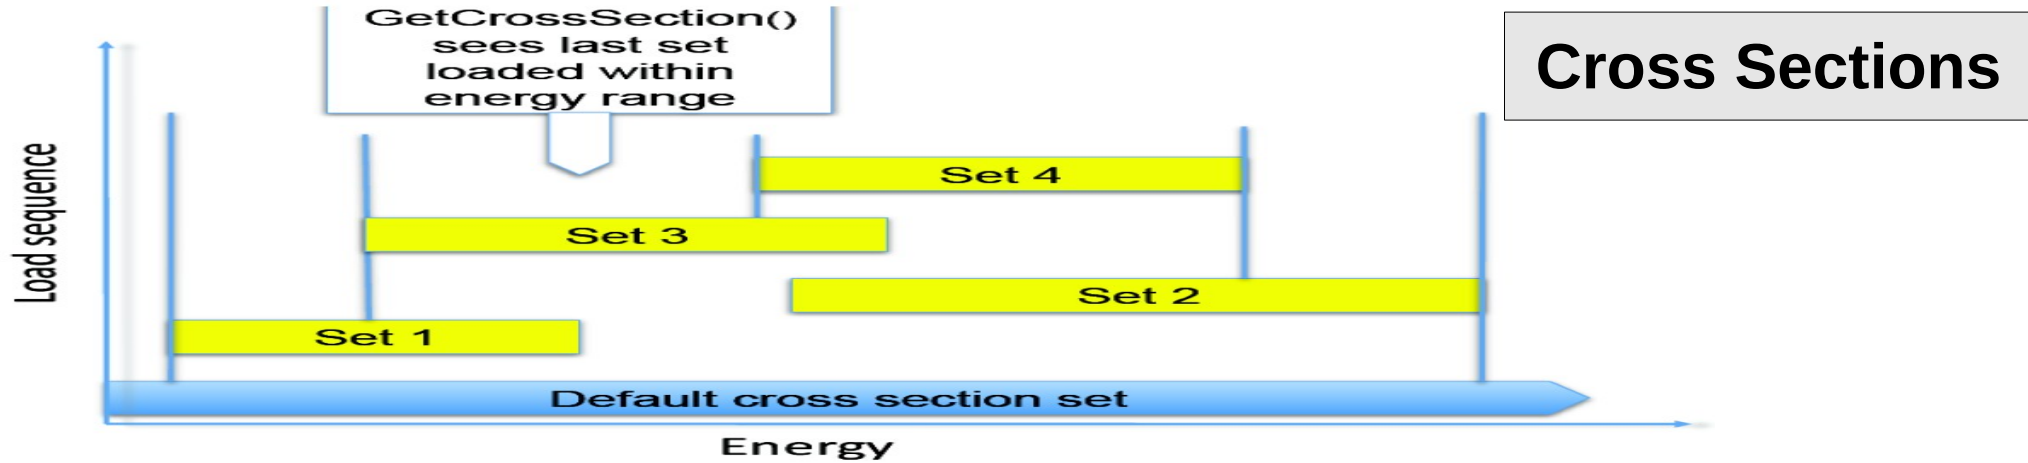 GetCrossSection()
sees last set
loaded within
energy range
Cross Sections
Load sequence
Set 4
Set 3
Set 2
Set 1
Default cross section set
Energy